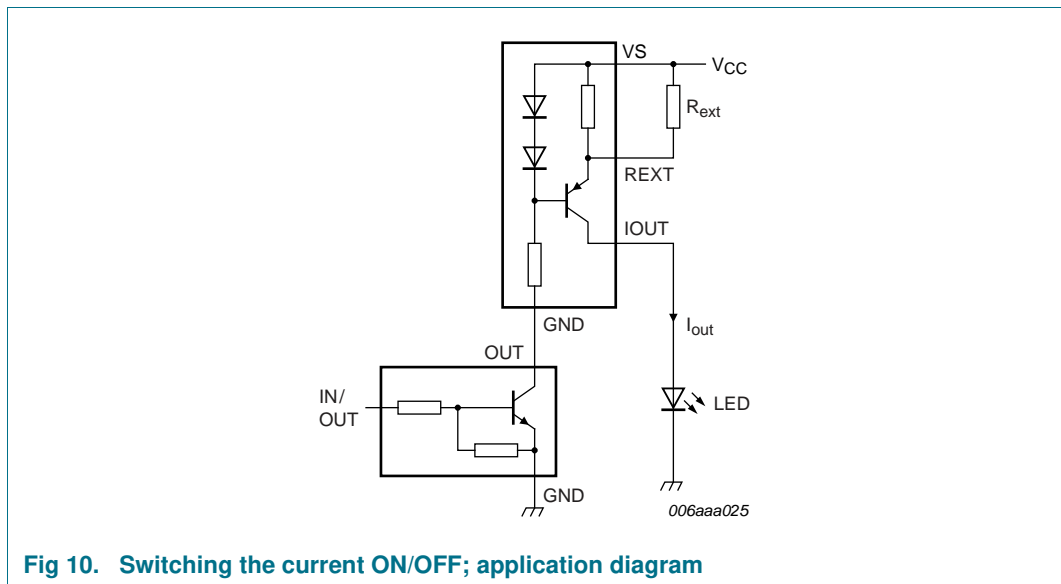 VS
VCC
Rext
REXT
IOUT
GND
Iout
OUT
IN/
OUT
LED
GND
006aaa025
Fig 10. Switching the current ON/OFF; application diagram